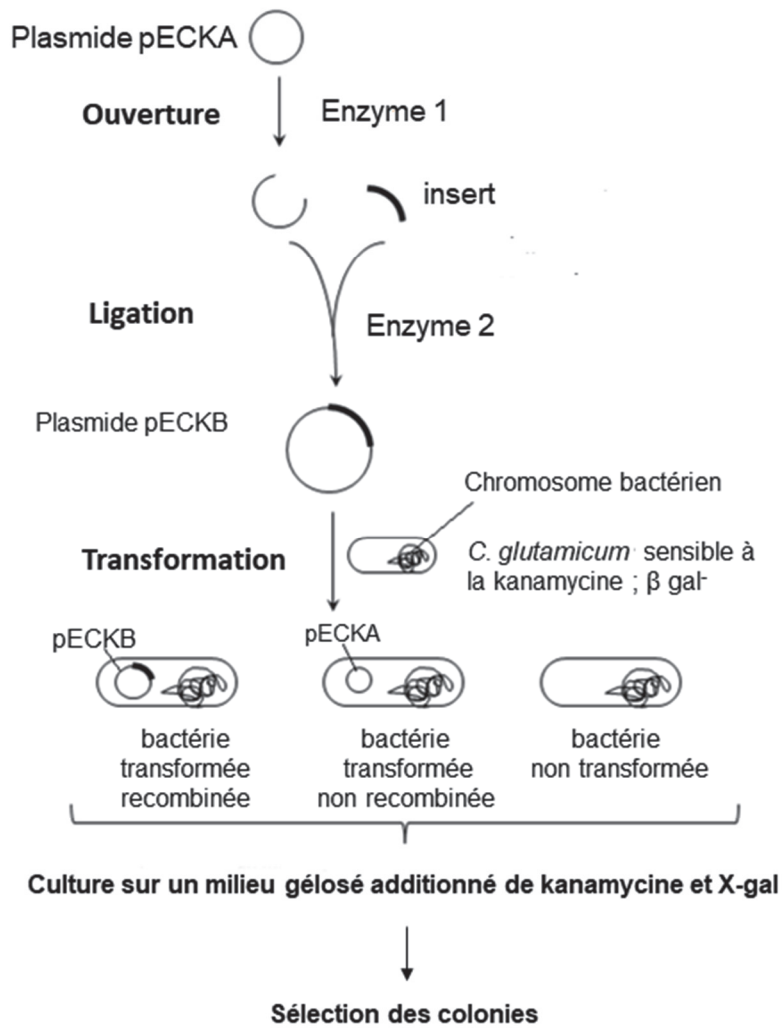 Plasmide pECKA
Ouverture
Enzyme 1
insert
Ligation
Enzyme 2
Plasmide pECKB
Chromosome bactérien
Transformation
C. glutamicum sensible à
la kanamycine ; β gal-
pECKB
pECKA
bactérie
transformée
recombinée
bactérie
transformée
non recombinée
bactérie
non transformée
Culture sur un milieu gélosé additionné de kanamycine et X-gal
Sélection des colonies